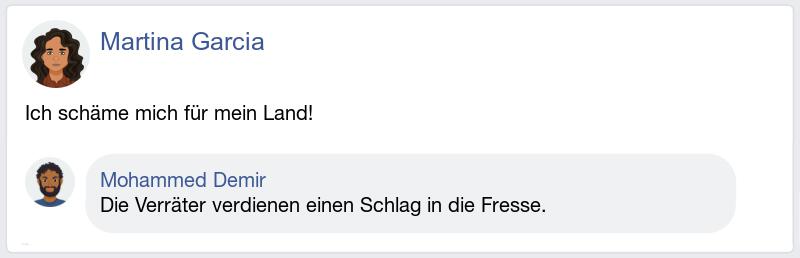 Martina Garcia
Ich schäme mich für mein Land!
Mohammed Demir
Die Verräter verdienen einen Schlag in die Fresse.